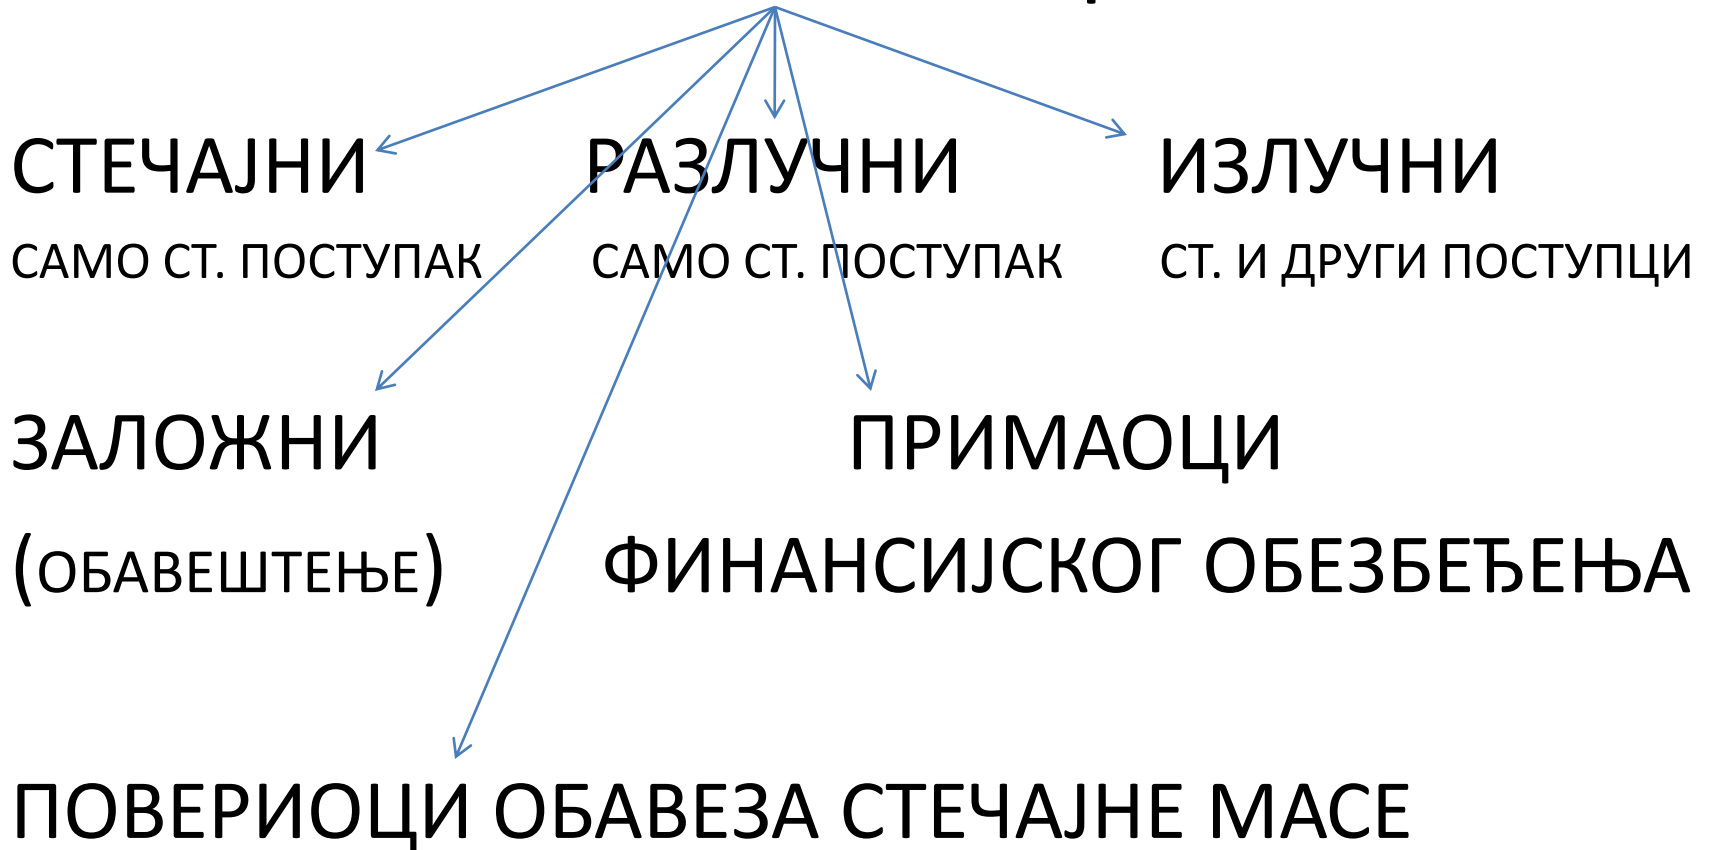 СТЕЧАЈНИ РАЗЛУЧНИ ИЗЛУЧНИ
САМО СТ. ПОСТУПАК САМО СТ. ПОСТУПАК СТ. И ДРУГИ ПОСТУПЦИ
ЗАЛОЖНИ ПРИМАОЦИ
(ОБАВЕШТЕЊЕ) ФИНАНСИЈСКОГ ОБЕЗБЕЂЕЊА
ПОВЕРИОЦИ ОБАВЕЗА СТЕЧАЈНЕ МАСЕ